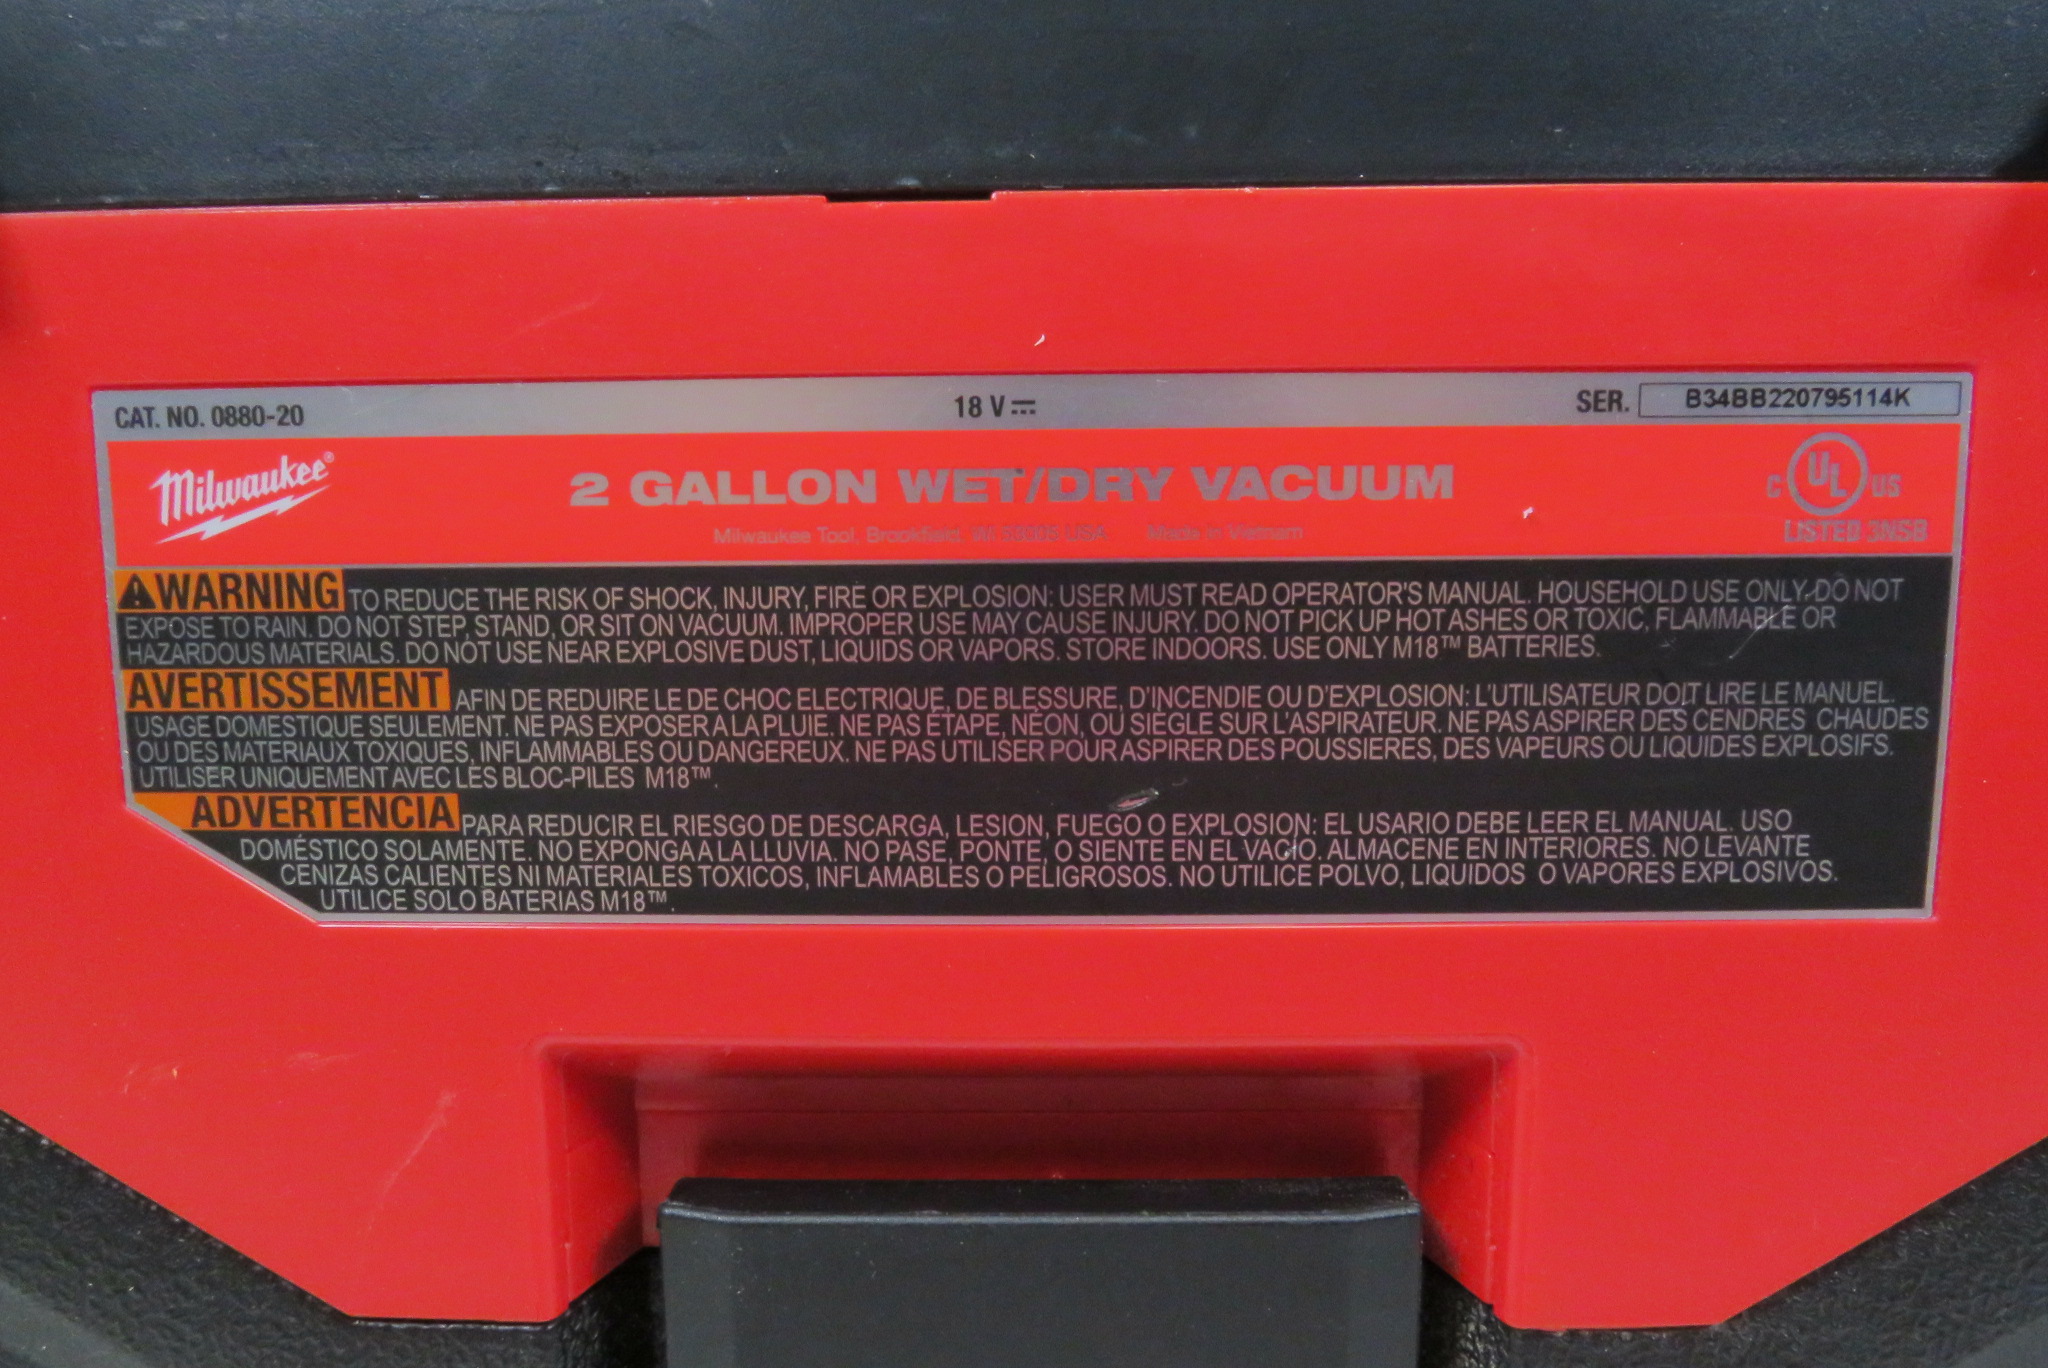 CAT. NO. 0880-20 18 V⎓ SER. B34BB220795114K
Milwaukee®
2 GALLON WET/DRY VACUUM
Milwaukee Tool, Brookfield, WI 53005 USA Made in Vietnam
C UL US
LISTED 3NSB
⚠WARNING TO REDUCE THE RISK OF SHOCK, INJURY, FIRE OR EXPLOSION: USER MUST READ OPERATOR'S MANUAL. HOUSEHOLD USE ONLY. DO NOT
EXPOSE TO RAIN. DO NOT STEP, STAND, OR SIT ON VACUUM. IMPROPER USE MAY CAUSE INJURY. DO NOT PICK UP HOT ASHES OR TOXIC, FLAMMABLE OR
HAZARDOUS MATERIALS. DO NOT USE NEAR EXPLOSIVE DUST, LIQUIDS OR VAPORS. STORE INDOORS. USE ONLY M18™ BATTERIES.
AVERTISSEMENT AFIN DE REDUIRE LE DE CHOC ELECTRIQUE, DE BLESSURE, D'INCENDIE OU D'EXPLOSION: L'UTILISATEUR DOIT LIRE LE MANUEL.
USAGE DOMESTIQUE SEULEMENT. NE PAS EXPOSER A LA PLUIE. NE PAS ÉTAPE, NÉON, OU SIÈGLE SUR L'ASPIRATEUR. NE PAS ASPIRER DES CENDRES CHAUDES
OU DES MATERIAUX TOXIQUES, INFLAMMABLES OU DANGEREUX. NE PAS UTILISER POUR ASPIRER DES POUSSIERES, DES VAPEURS OU LIQUIDES EXPLOSIFS.
UTILISER UNIQUEMENT AVEC LES BLOC-PILES M18™.
ADVERTENCIA PARA REDUCIR EL RIESGO DE DESCARGA, LESION, FUEGO O EXPLOSION: EL USARIO DEBE LEER EL MANUAL. USO
DOMÉSTICO SOLAMENTE. NO EXPONGA A LA LLUVIA. NO PASE, PONTE, O SIENTE EN EL VACIO. ALMACENE EN INTERIORES. NO LEVANTE
CENIZAS CALIENTES NI MATERIALES TOXICOS, INFLAMABLES O PELIGROSOS. NO UTILICE POLVO, LIQUIDOS O VAPORES EXPLOSIVOS.
UTILICE SOLO BATERIAS M18™.